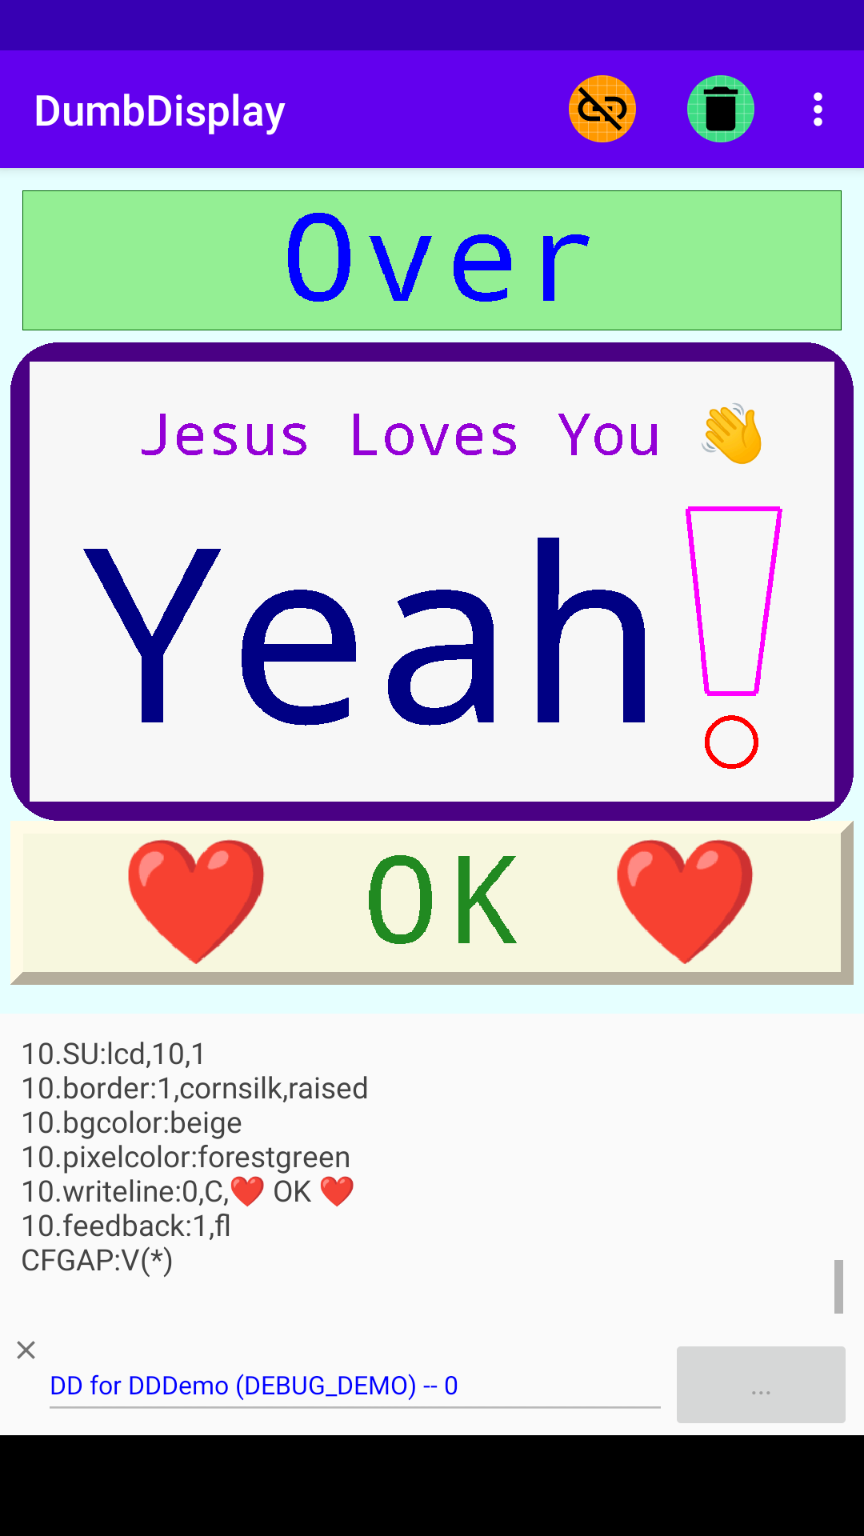 DumbDisplay
Over
Jesus Loves You 👋
Yeah!
❤️ OK ❤️
10.SU:lcd,10,1
10.border:1,cornsilk,raised
10.bgcolor:beige
10.pixelcolor:forestgreen
10.writeline:0,C,❤️ OK ❤️
10.feedback:1,fl
CFGAP:V(*)
DD for DDDemo (DEBUG_DEMO) -- 0
...